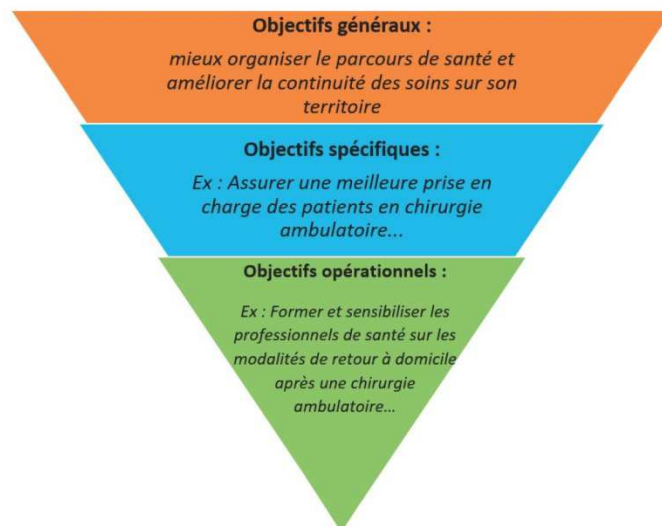 Objectifs généraux :
mieux organiser le parcours de santé et
améliorer la continuité des soins sur son
territoire
Objectifs spécifiques :
Ex : Assurer une meilleure prise en
charge des patients en chirurgie
ambulatoire...
Objectifs opérationnels :
Ex : Former et sensibiliser les
professionnels de santé sur les
modalités de retour à domicile
après une chirurgie
ambulatoire...